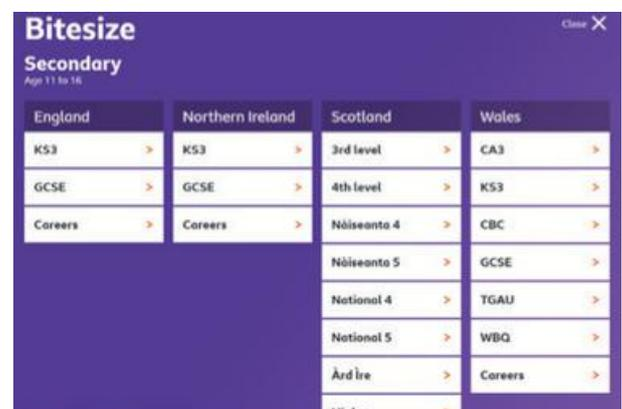 Bitesize
Close X
Secondary
Age 11 to 16
England
KS3
GCSE
Careers
Northern Ireland
KS3
GCSE
Careers
Scotland
3rd level
4th level
Nàiseanta 4
Nàiseanta 5
National 4
National 5
Àrd Ìre
Wales
CA3
KS3
CBC
GCSE
TGAU
WBQ
Careers